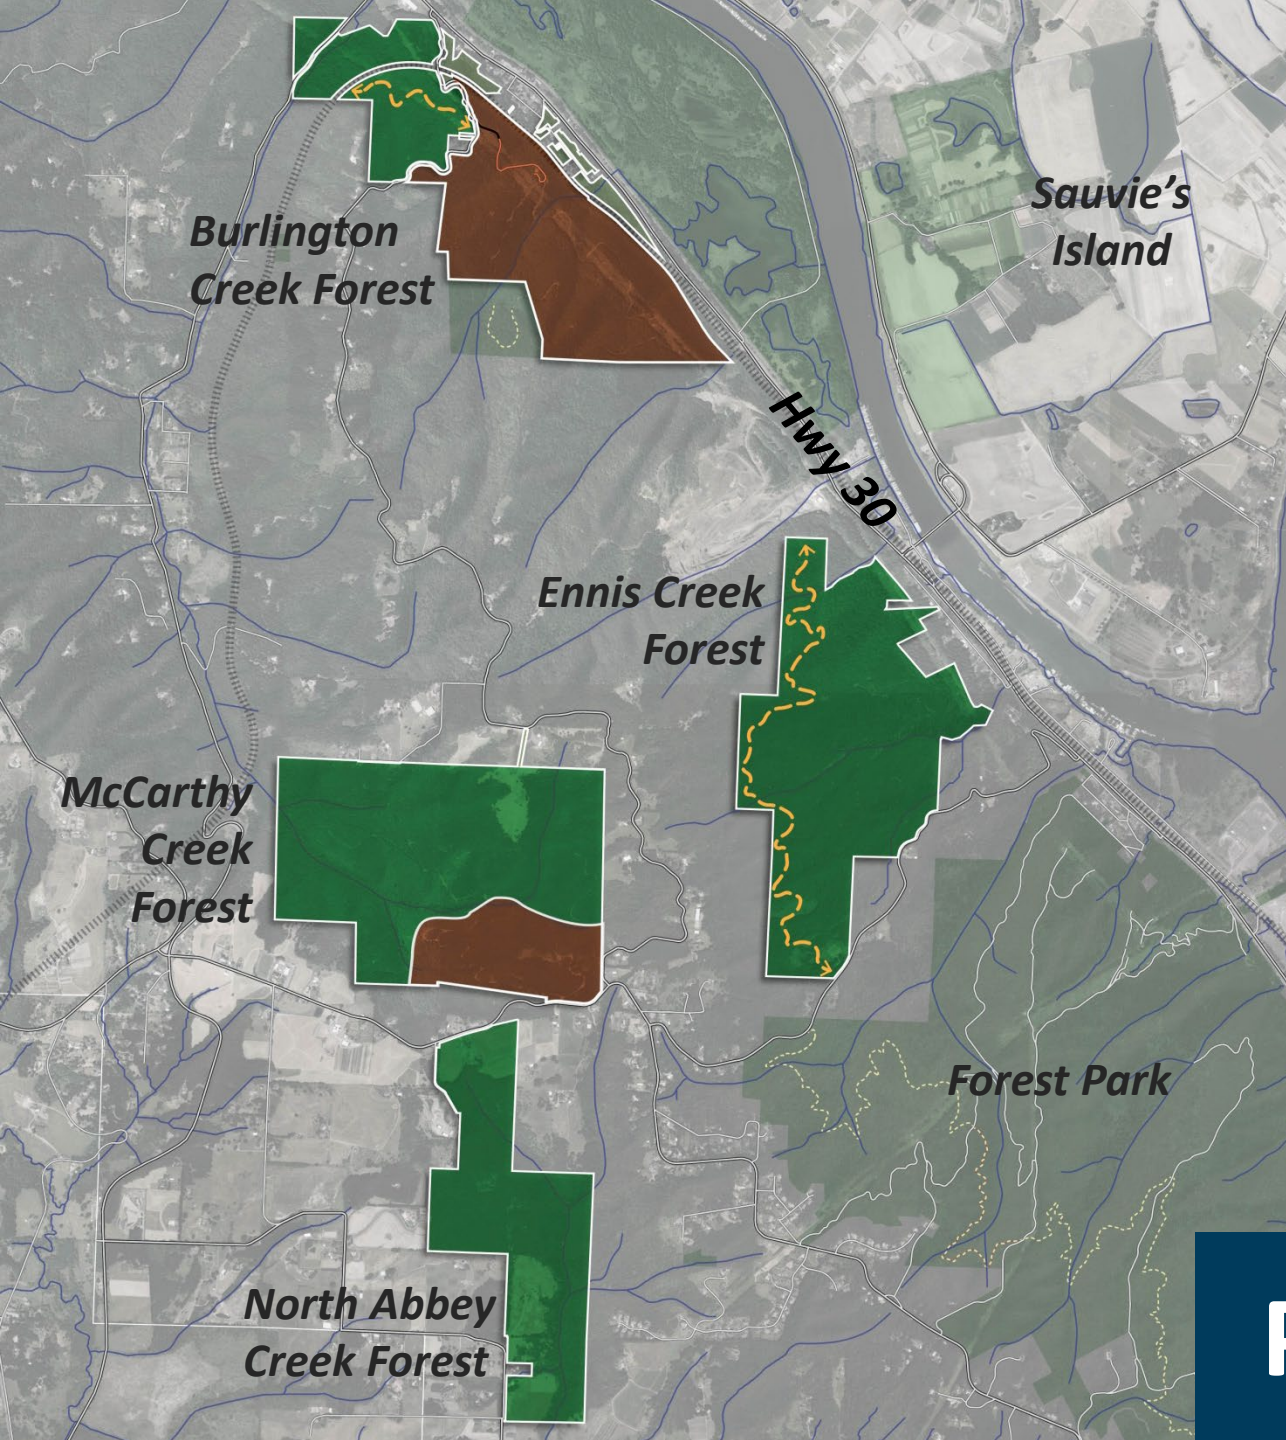 Sauvie's
Island
Burlington
Creek Forest
Hwy 30
Ennis Creek
Forest
McCarthy
Creek
Forest
Forest Park
North Abbey
Creek Forest